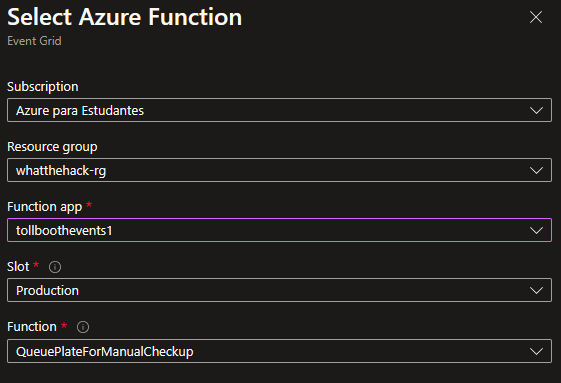 Select Azure Function
Event Grid
Subscription
Azure para Estudantes
Resource group
whatthehack-rg
Function app *
tollboothevents1
Slot *
Production
Function *
QueuePlateForManualCheckup